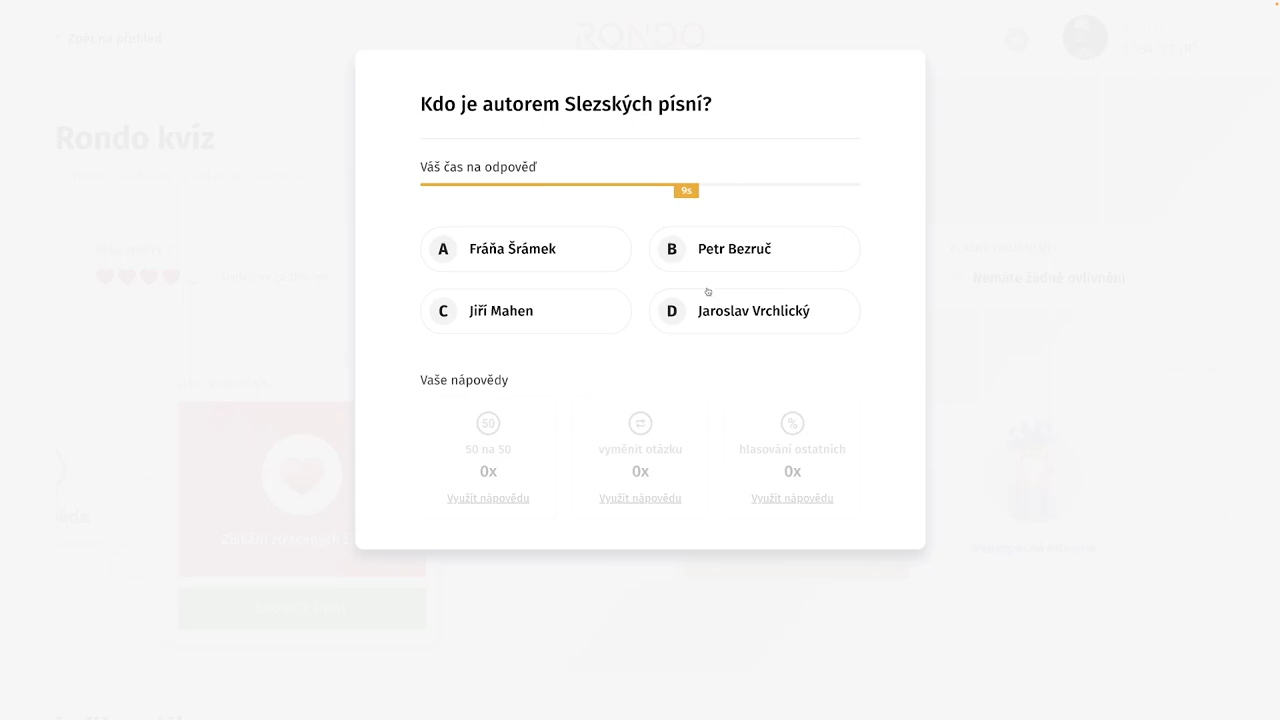 Zpět na přehled
RONDO
Rondo kvíz
Kdo je autorem Slezských písní?
Váš čas na odpověď
9s
A Fráňa Šrámek
B Petr Bezruč
C Jiří Mahen
D Jaroslav Vrchlický
Nemáte žádné ovlivnění
Vaše nápovědy
50
50 na 50
0x
Využít nápovědu
vyměnit otázku
0x
Využít nápovědu
%
hlasování ostatních
0x
Využít nápovědu